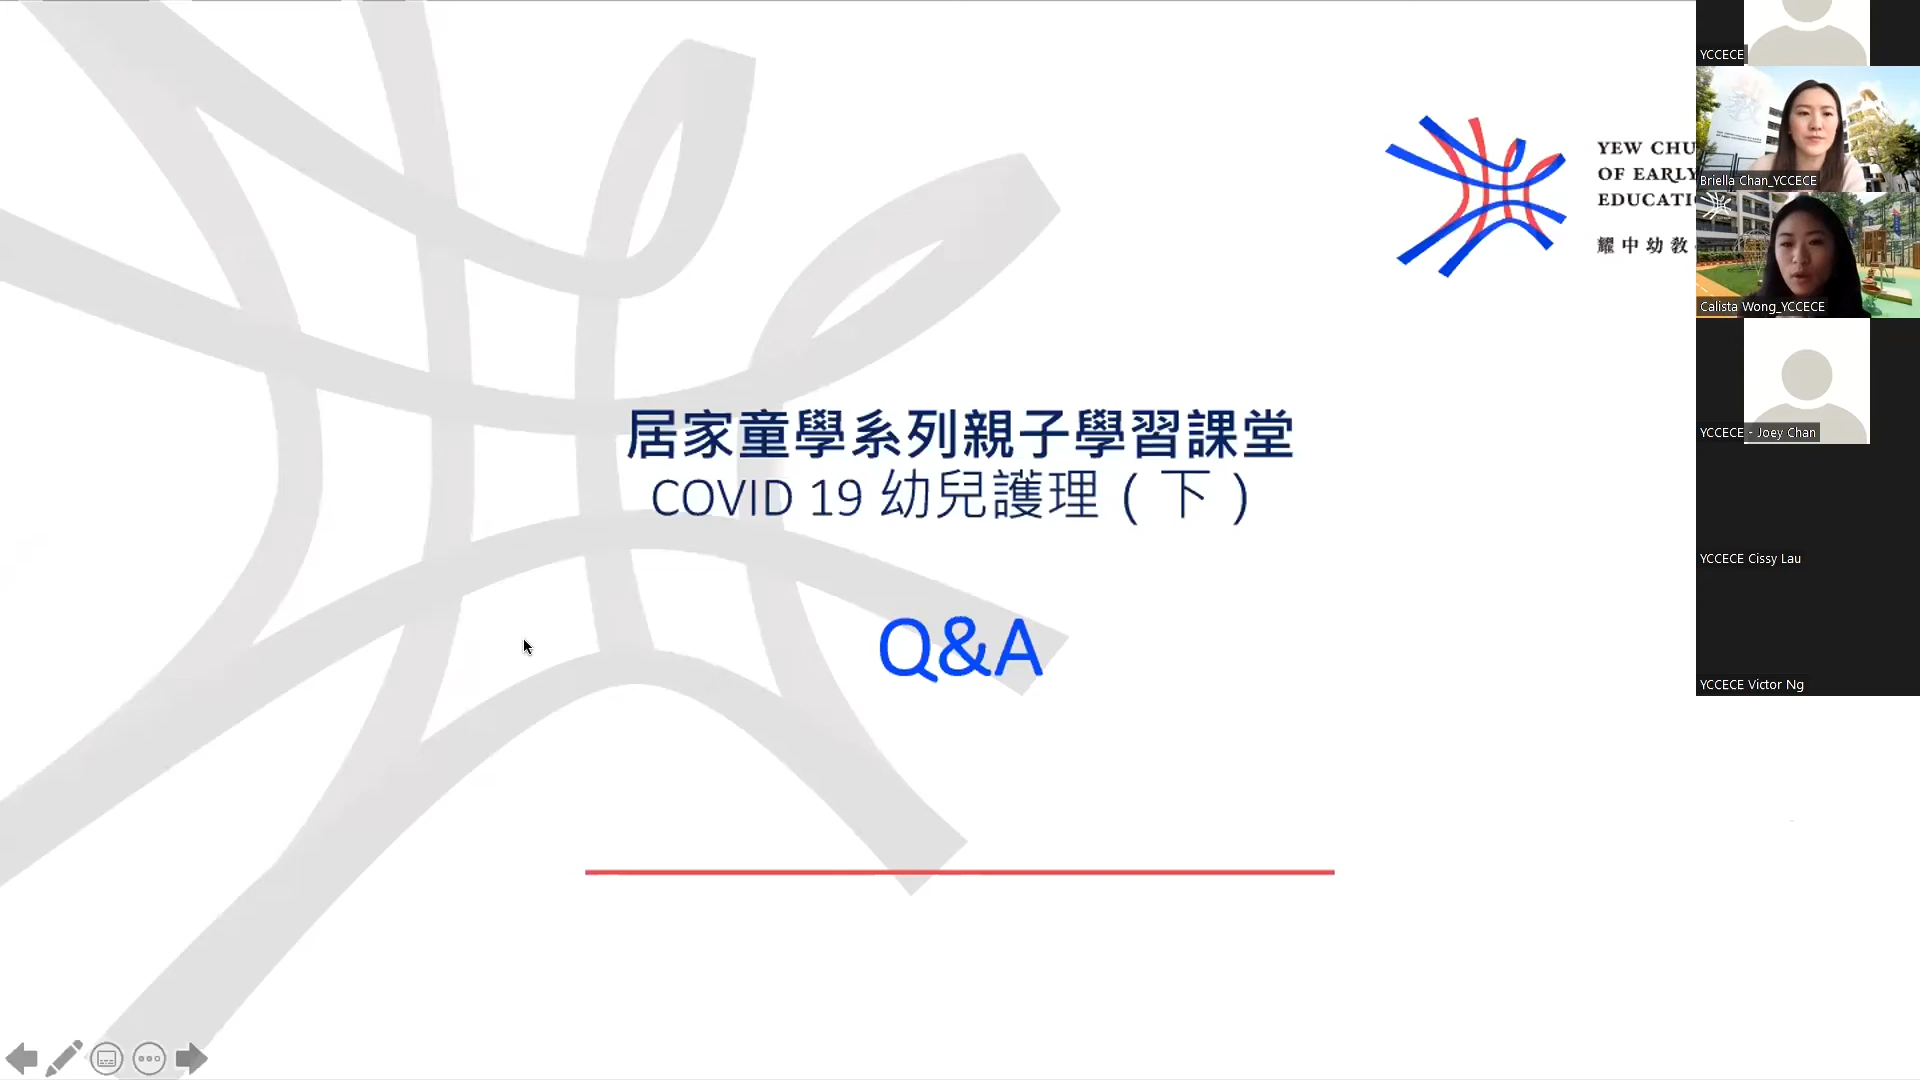 YEW CHU
OF EARLY
EDUCATI
耀中幼教
居家童學系列親子學習課堂
COVID 19 幼兒護理（下）
Q&A
YCCECE
Briella Chan_YCCECE
Calista Wong_YCCECE
YCCECE - Joey Chan
YCCECE Cissy Lau
YCCECE Victor Ng